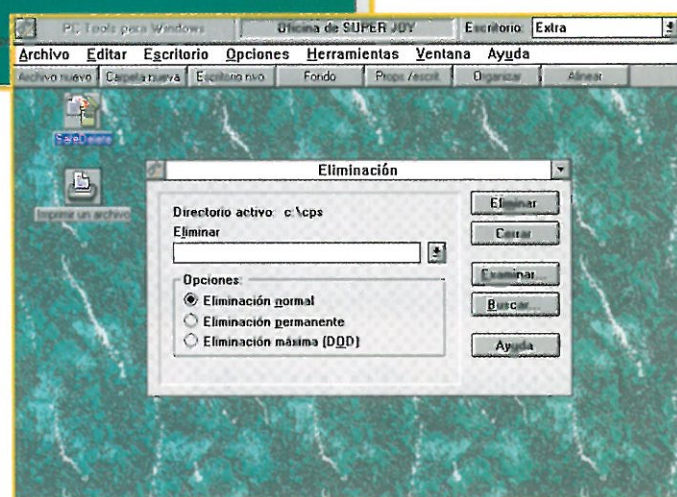 PC Tools para Windows
Oficina de SUPER JOY
Escritorio: Extra
Archivo Editar Escritorio Opciones Herramientas Ventana Ayuda
Archivo nuevo Carpeta nueva Escritorio nvo. Fondo Props./escrit. Organizar Alinear
SafeDelete
Imprimir un archivo
Eliminación
Directorio activo: c:\cps
Eliminar
Opciones:
Eliminación normal
Eliminación permanente
Eliminación máxima (DOD)
Eliminar
Cerrar
Examinar...
Buscar...
Ayuda